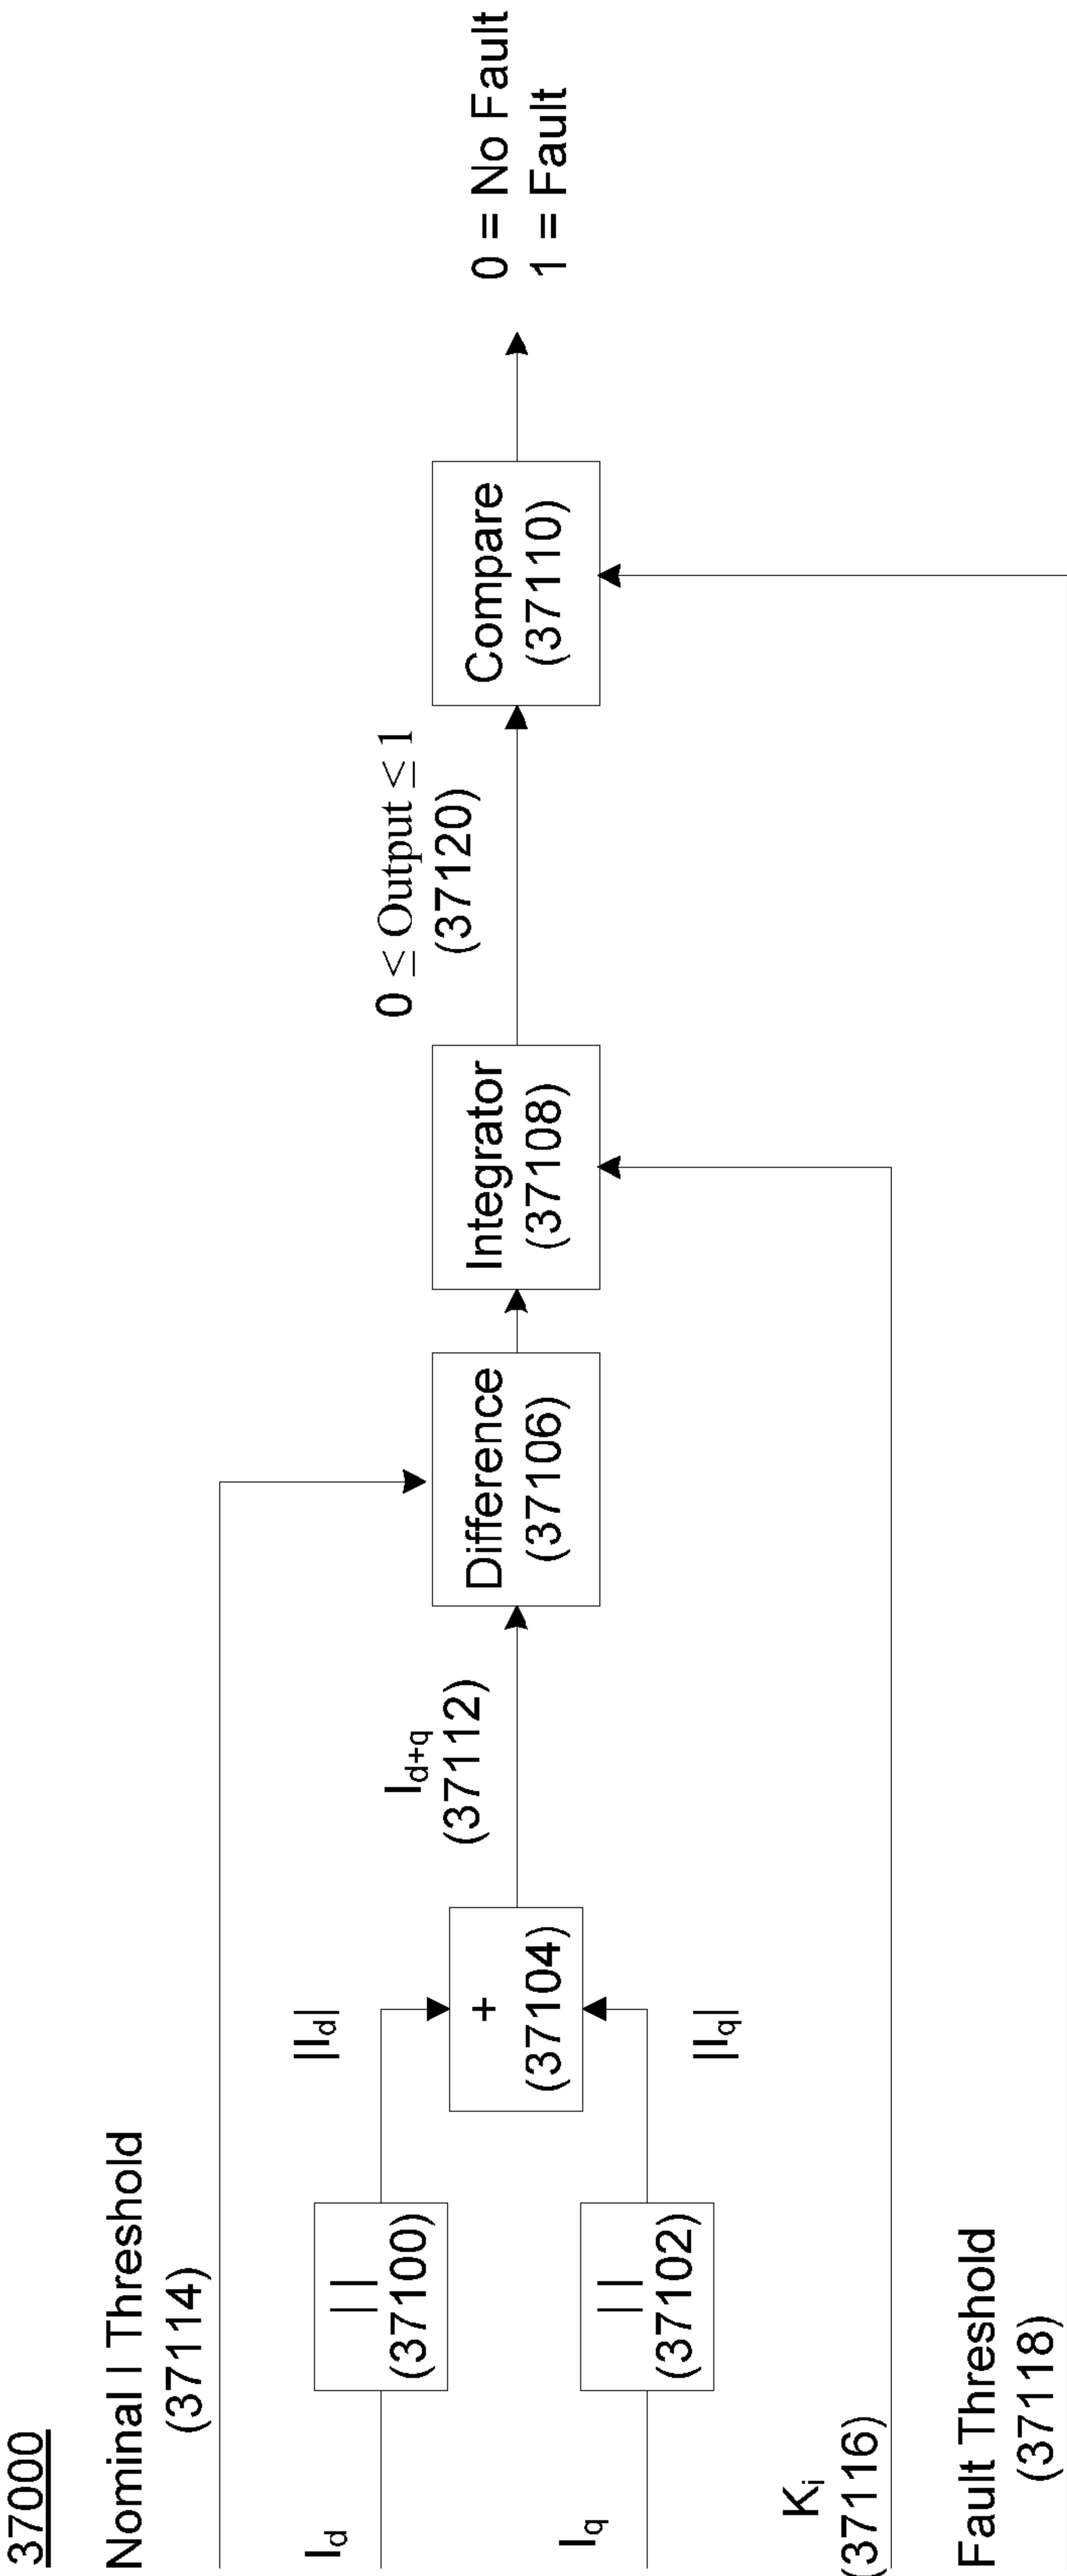 37000
Nominal I Threshold
(37114)
I_d
| |
(37100)
|I_d|
I_q
| |
(37102)
|I_q|
+
(37104)
I_d+q
(37112)
Difference
(37106)
Integrator
(37108)
0 ≤ Output ≤ 1
(37120)
Compare
(37110)
0 = No Fault
1 = Fault
K_i
(37116)
Fault Threshold
(37118)